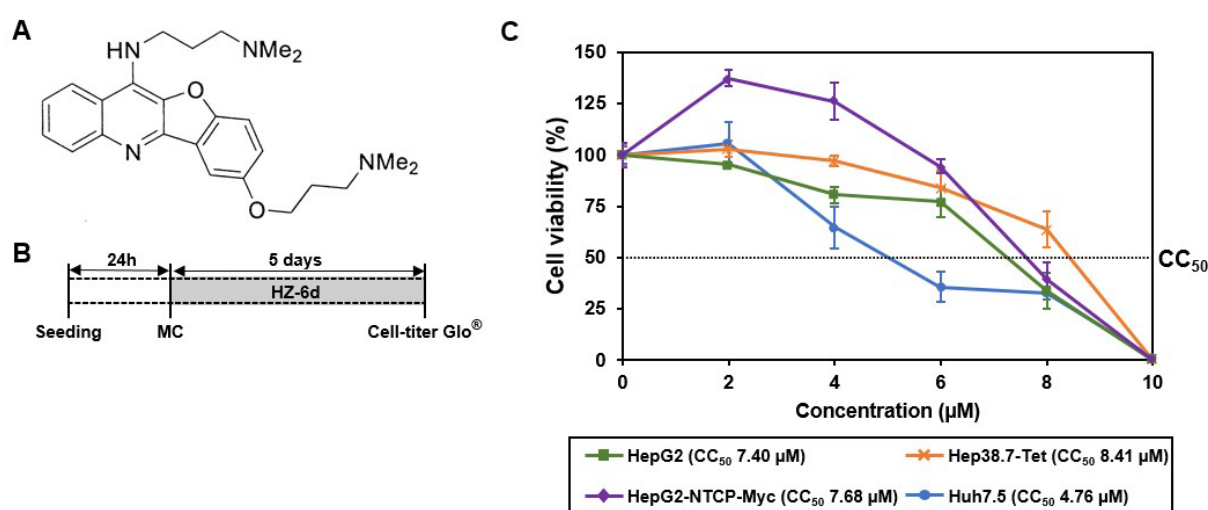 A
HN
NMe2
O
N
NMe2
O
B
24h
5 days
HZ-6d
Seeding
MC
Cell-titer Glo®
C
150
125
100
75
50
25
0
Cell viability (%)
CC50
0 2 4 6 8 10
Concentration (µM)
HepG2 (CC50 7.40 µM)
Hep38.7-Tet (CC50 8.41 µM)
HepG2-NTCP-Myc (CC50 7.68 µM)
Huh7.5 (CC50 4.76 µM)